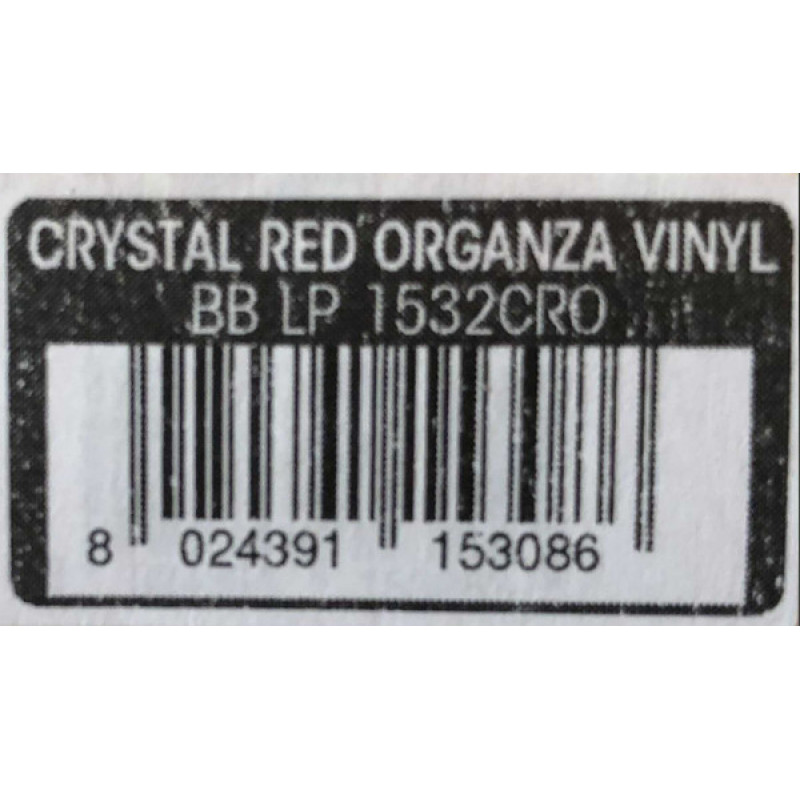 CRYSTAL RED ORGANZA VINYL
BB LP 1532CRO
8 024391 153086